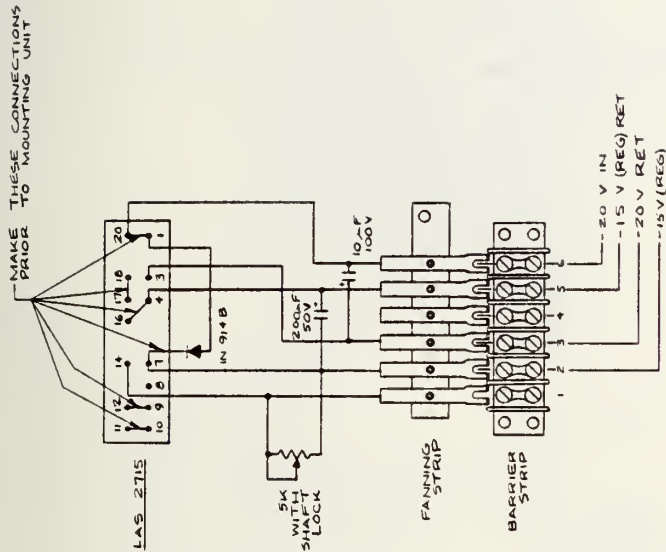 MAKE THESE CONNECTIONS
PRIOR TO MOUNTING UNIT
LAS 2715
11
12
14
16
17
18
20
10
9
8
7
4
3
1
IN 914B
5K
WITH
SHAFT
LOCK
200µF
50V
+
10µF
100V
+
FANNING
STRIP
BARRIER
STRIP
1
2
3
4
5
6
-20 V IN
-15 V (REG) RET
-20V RET
-15V (REG)